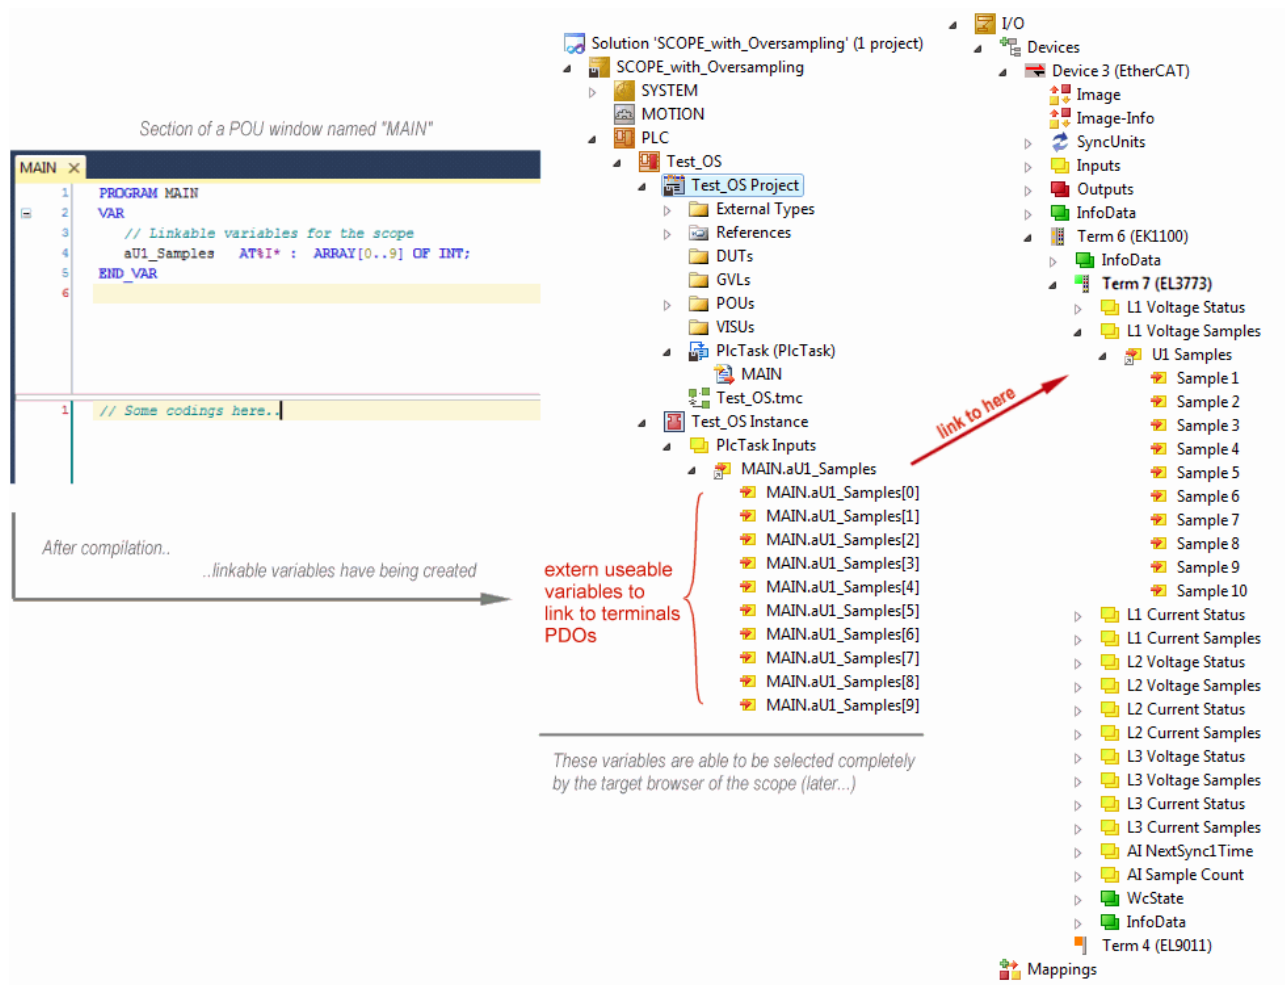 Section of a POU window named "MAIN"
MAIN ×
1 PROGRAM MAIN
2 VAR
3 // Linkable variables for the scope
4 aU1_Samples AT%I* : ARRAY[0..9] OF INT;
5 END_VAR
6
1 // Some codings here..
After compilation..
..linkable variables have being created
Solution 'SCOPE_with_Oversampling' (1 project)
SCOPE_with_Oversampling
SYSTEM
MOTION
PLC
Test_OS
Test_OS Project
External Types
References
DUTs
GVLs
POUs
VISUs
PlcTask (PlcTask)
MAIN
Test_OS.tmc
Test_OS Instance
PlcTask Inputs
MAIN.aU1_Samples
MAIN.aU1_Samples[0]
MAIN.aU1_Samples[1]
MAIN.aU1_Samples[2]
MAIN.aU1_Samples[3]
MAIN.aU1_Samples[4]
MAIN.aU1_Samples[5]
MAIN.aU1_Samples[6]
MAIN.aU1_Samples[7]
MAIN.aU1_Samples[8]
MAIN.aU1_Samples[9]
extern useable
variables to
link to terminals
PDOs
These variables are able to be selected completely
by the target browser of the scope (later...)
link to here
I/O
Devices
Device 3 (EtherCAT)
Image
Image-Info
SyncUnits
Inputs
Outputs
InfoData
Term 6 (EK1100)
InfoData
Term 7 (EL3773)
L1 Voltage Status
L1 Voltage Samples
U1 Samples
Sample 1
Sample 2
Sample 3
Sample 4
Sample 5
Sample 6
Sample 7
Sample 8
Sample 9
Sample 10
L1 Current Status
L1 Current Samples
L2 Voltage Status
L2 Voltage Samples
L2 Current Status
L2 Current Samples
L3 Voltage Status
L3 Voltage Samples
L3 Current Status
L3 Current Samples
AI NextSync1Time
AI Sample Count
WcState
InfoData
Term 4 (EL9011)
Mappings